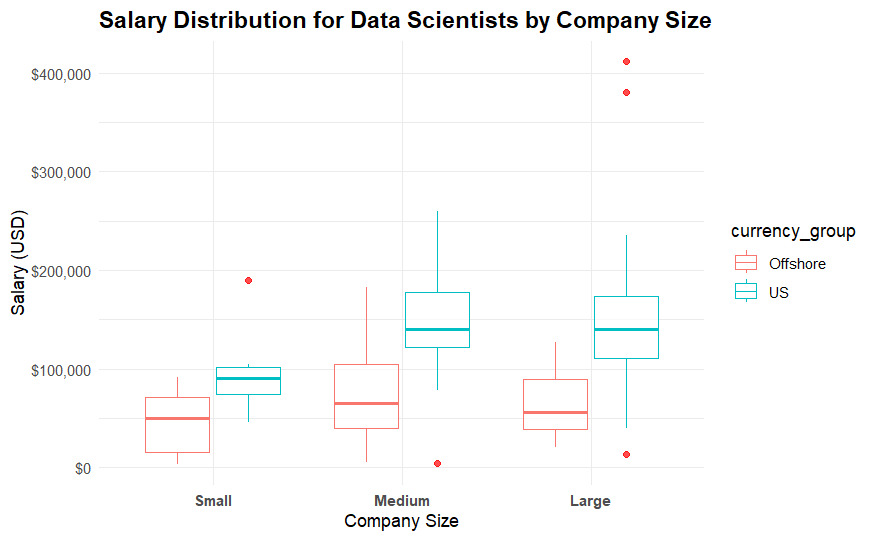 Salary Distribution for Data Scientists by Company Size
$400,000
$300,000
$200,000
$100,000
$0
Salary (USD)
Small
Medium
Large
Company Size
currency_group
Offshore
US